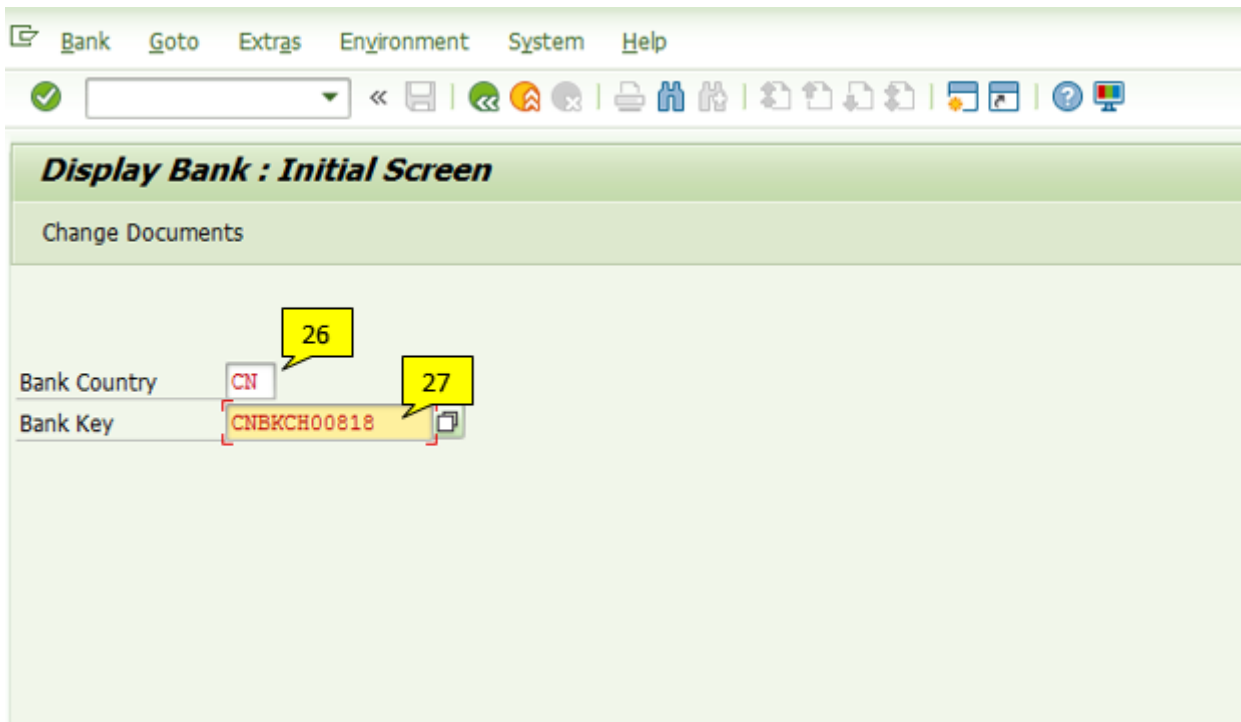 Bank Goto Extras Environment System Help
Display Bank : Initial Screen
Change Documents
26
Bank Country CN
27
Bank Key CNBKCH00818